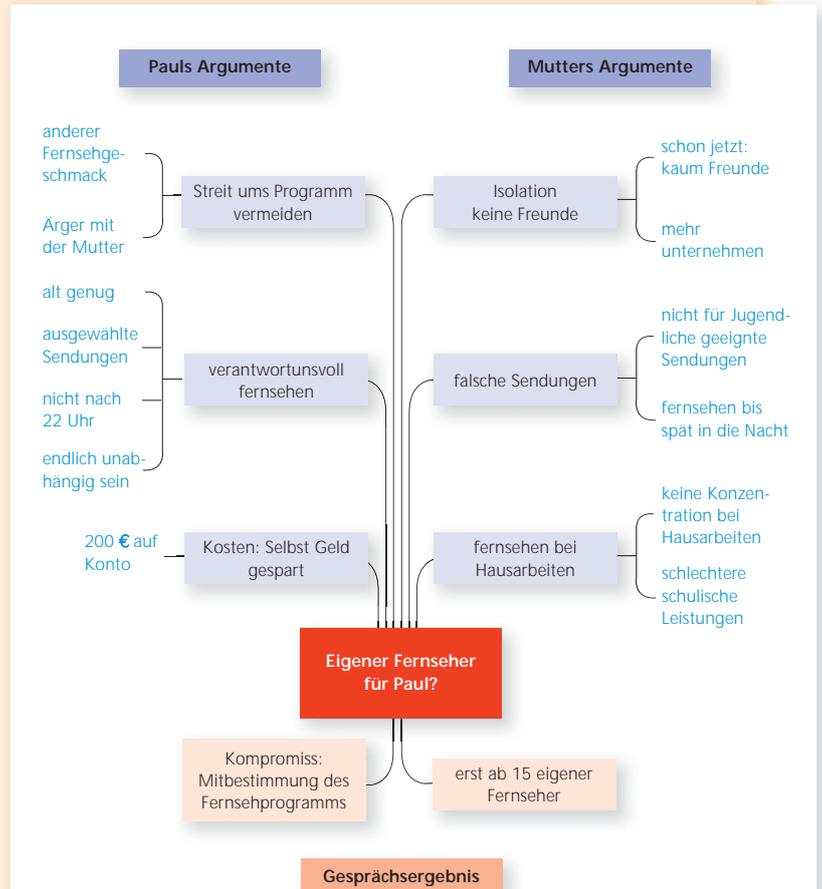 Pauls Argumente
Mutters Argumente
anderer
Fernsehge-
schmack
Ärger mit
der Mutter
Streit ums Programm
vermeiden
Isolation
keine Freunde
schon jetzt:
kaum Freunde
mehr
unternehmen
alt genug
ausgewählte
Sendungen
nicht nach
22 Uhr
endlich unab-
hängig sein
verantwortunsvoll
fernsehen
falsche Sendungen
nicht für Jugend-
liche geeignte
Sendungen
fernsehen bis
spät in die Nacht
200 € auf
Konto
Kosten: Selbst Geld
gespart
fernsehen bei
Hausarbeiten
keine Konzen-
tration bei
Hausarbeiten
schlechtere
schulische
Leistungen
Eigener Fernseher
für Paul?
Kompromiss:
Mitbestimmung des
Fernsehprogramms
erst ab 15 eigener
Fernseher
Gesprächsergebnis